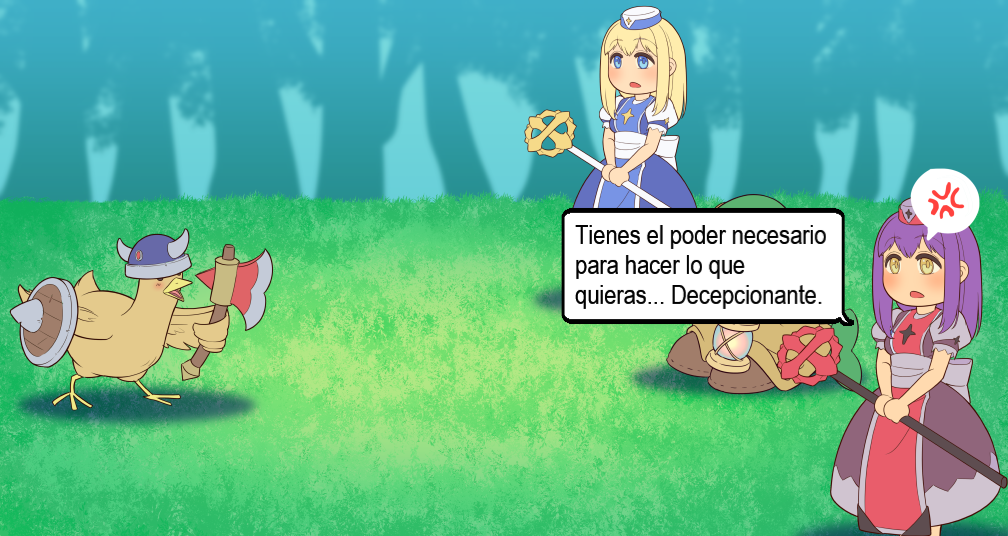 Tienes el poder necesario
para hacer lo que
quieras... Decepcionante.